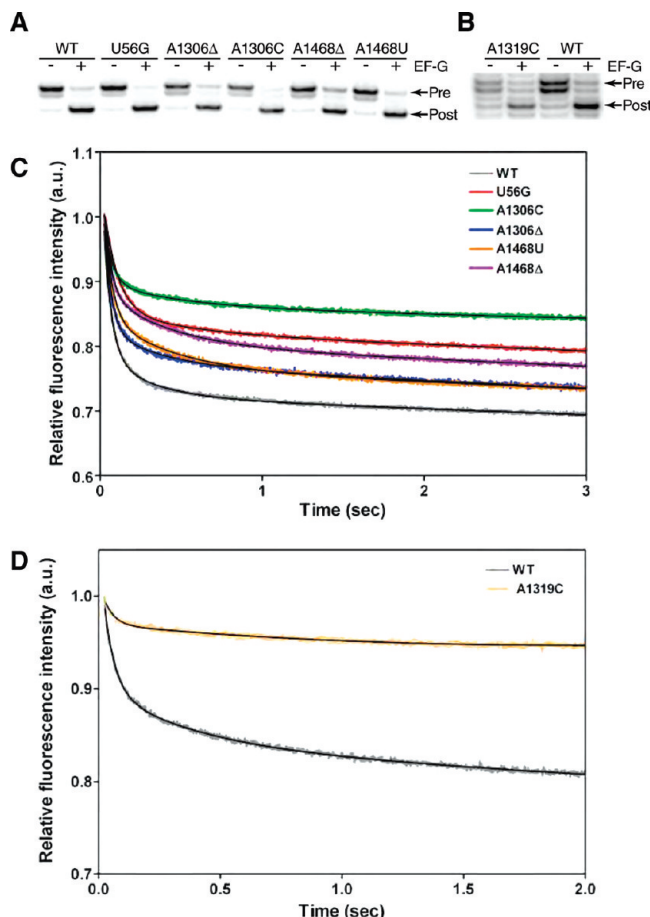 A
WT U56G A1306Δ A1306C A1468Δ A1468U
- + - + - + - + - + - + EF-G
Pre
Post
B
A1319C WT
- + - + EF-G
Pre
Post
C
1.1
1.0
0.9
0.8
0.7
0.6
Relative fluorescence intensity (a.u.)
WT
U56G
A1306C
A1306Δ
A1468U
A1468Δ
0 1 2 3
Time (sec)
D
1.0
0.9
0.8
0.7
Relative fluorescence intensity (a.u.)
WT
A1319C
0.0 0.5 1.0 1.5 2.0
Time (sec)